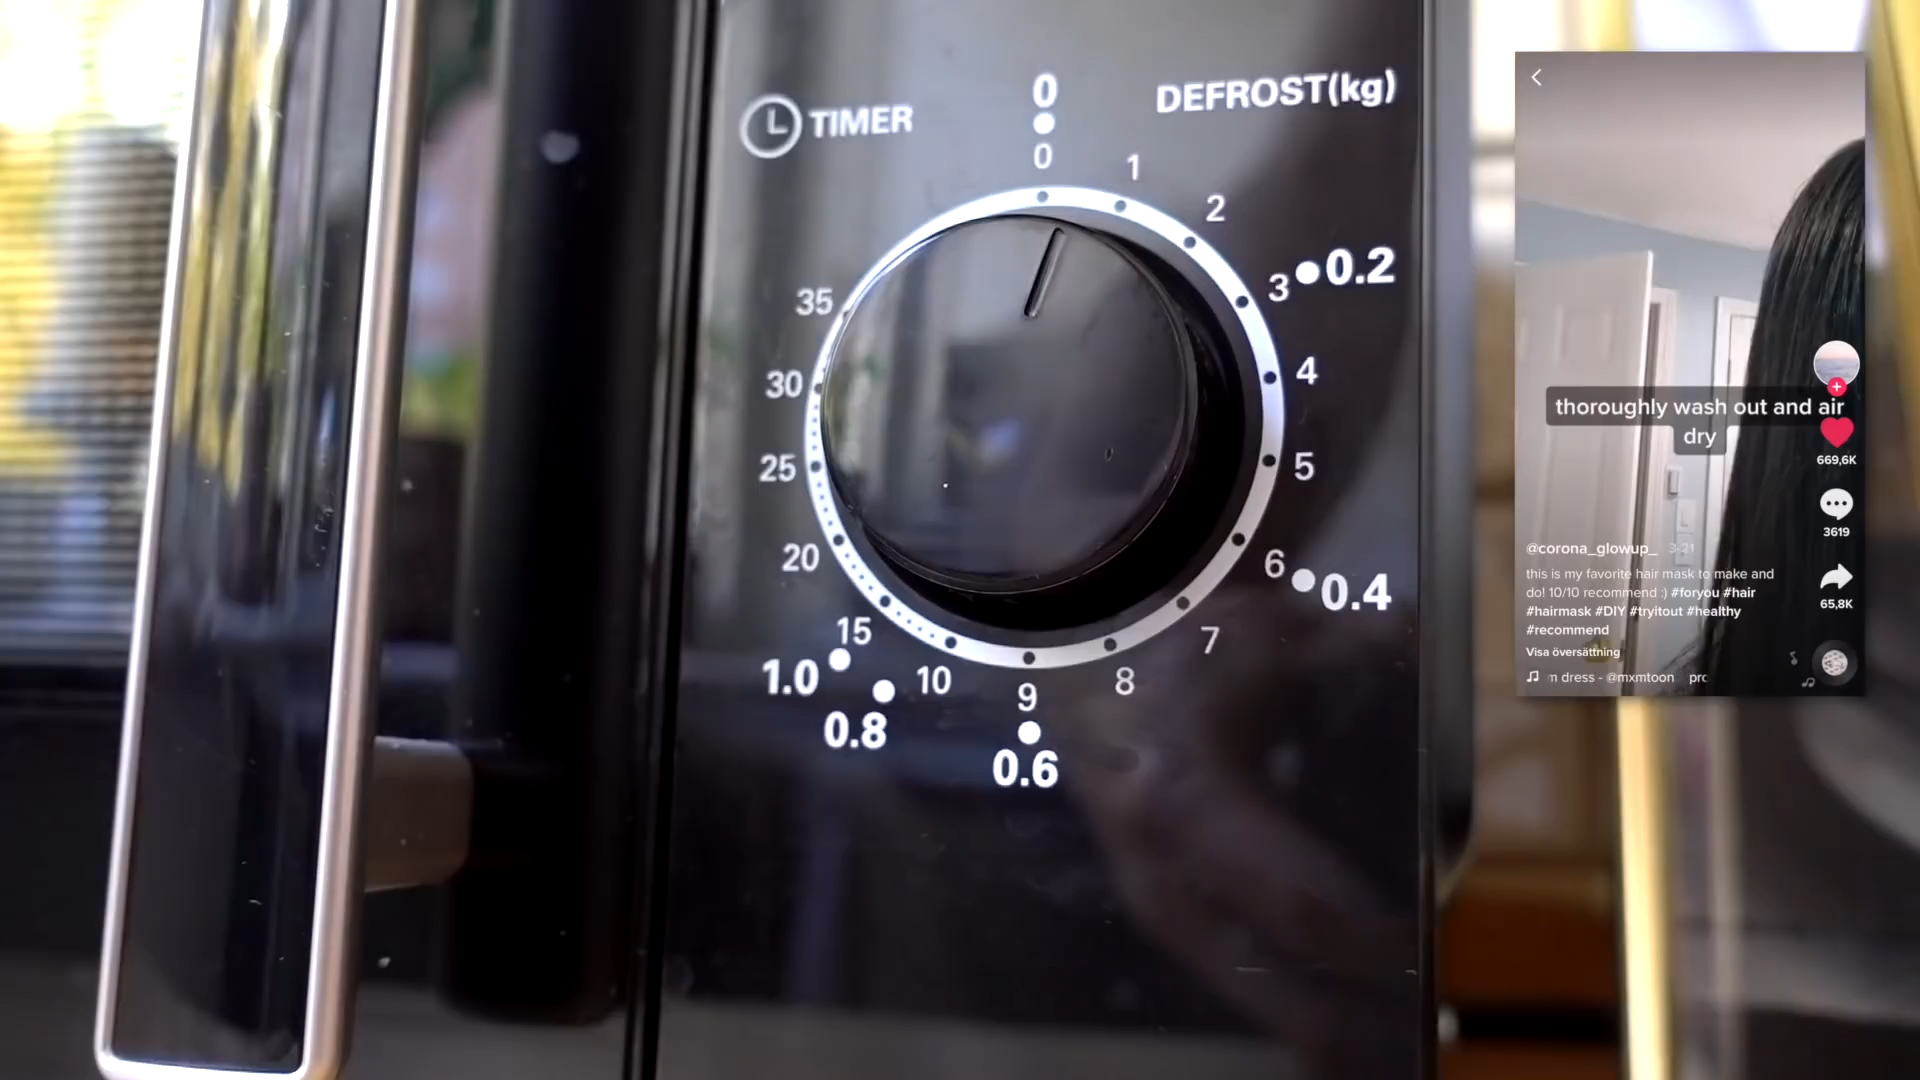 TIMER
0
DEFROST(kg)
0
1
2
3
0.2
4
5
6
0.4
7
8
9
0.6
10
0.8
15
1.0
20
25
30
35
thoroughly wash out and air
dry
669,6K
3619
65,8K
@corona_glowup_ 3-21
this is my favorite hair mask to make and
do! 10/10 recommend :) #foryou #hair
#hairmask #DIY #tryitout #healthy
#recommend
Visa översättning
m dress - @mxmtoon